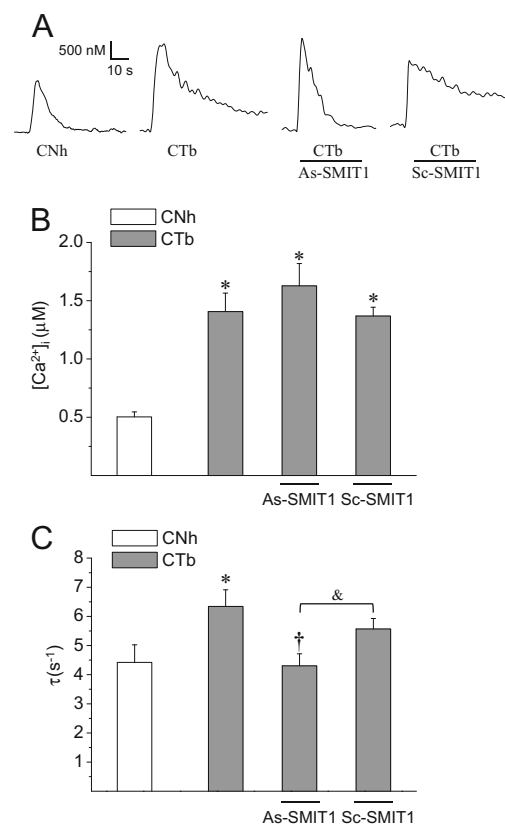 A
500 nM
10 s
CNh
CTb
CTb
As-SMIT1
CTb
Sc-SMIT1
B
CNh
CTb
2.0
1.5
1.0
0.5
[Ca²⁺]ᵢ (μM)
*
*
*
As-SMIT1 Sc-SMIT1
C
CNh
CTb
8
7
6
5
4
3
2
1
τ(s⁻¹)
*
†
&
As-SMIT1 Sc-SMIT1